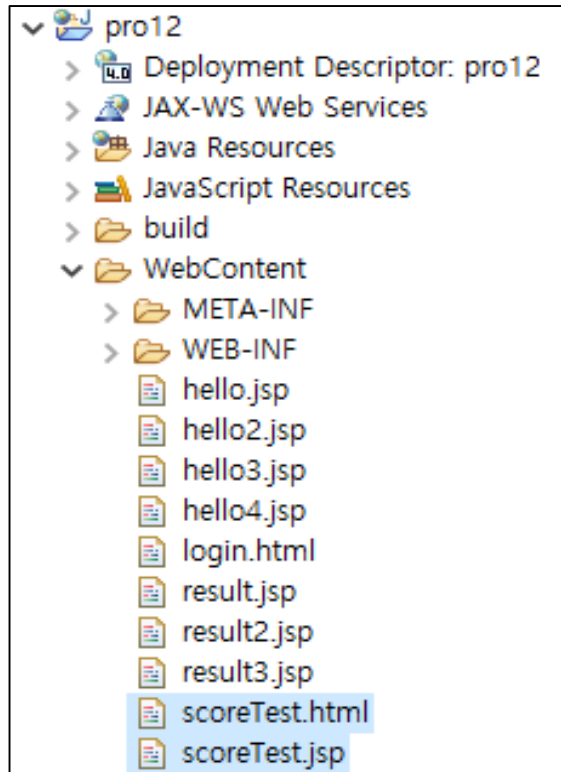 pro12
4.0 Deployment Descriptor: pro12
JAX-WS Web Services
Java Resources
JavaScript Resources
build
WebContent
META-INF
WEB-INF
hello.jsp
hello2.jsp
hello3.jsp
hello4.jsp
login.html
result.jsp
result2.jsp
result3.jsp
scoreTest.html
scoreTest.jsp